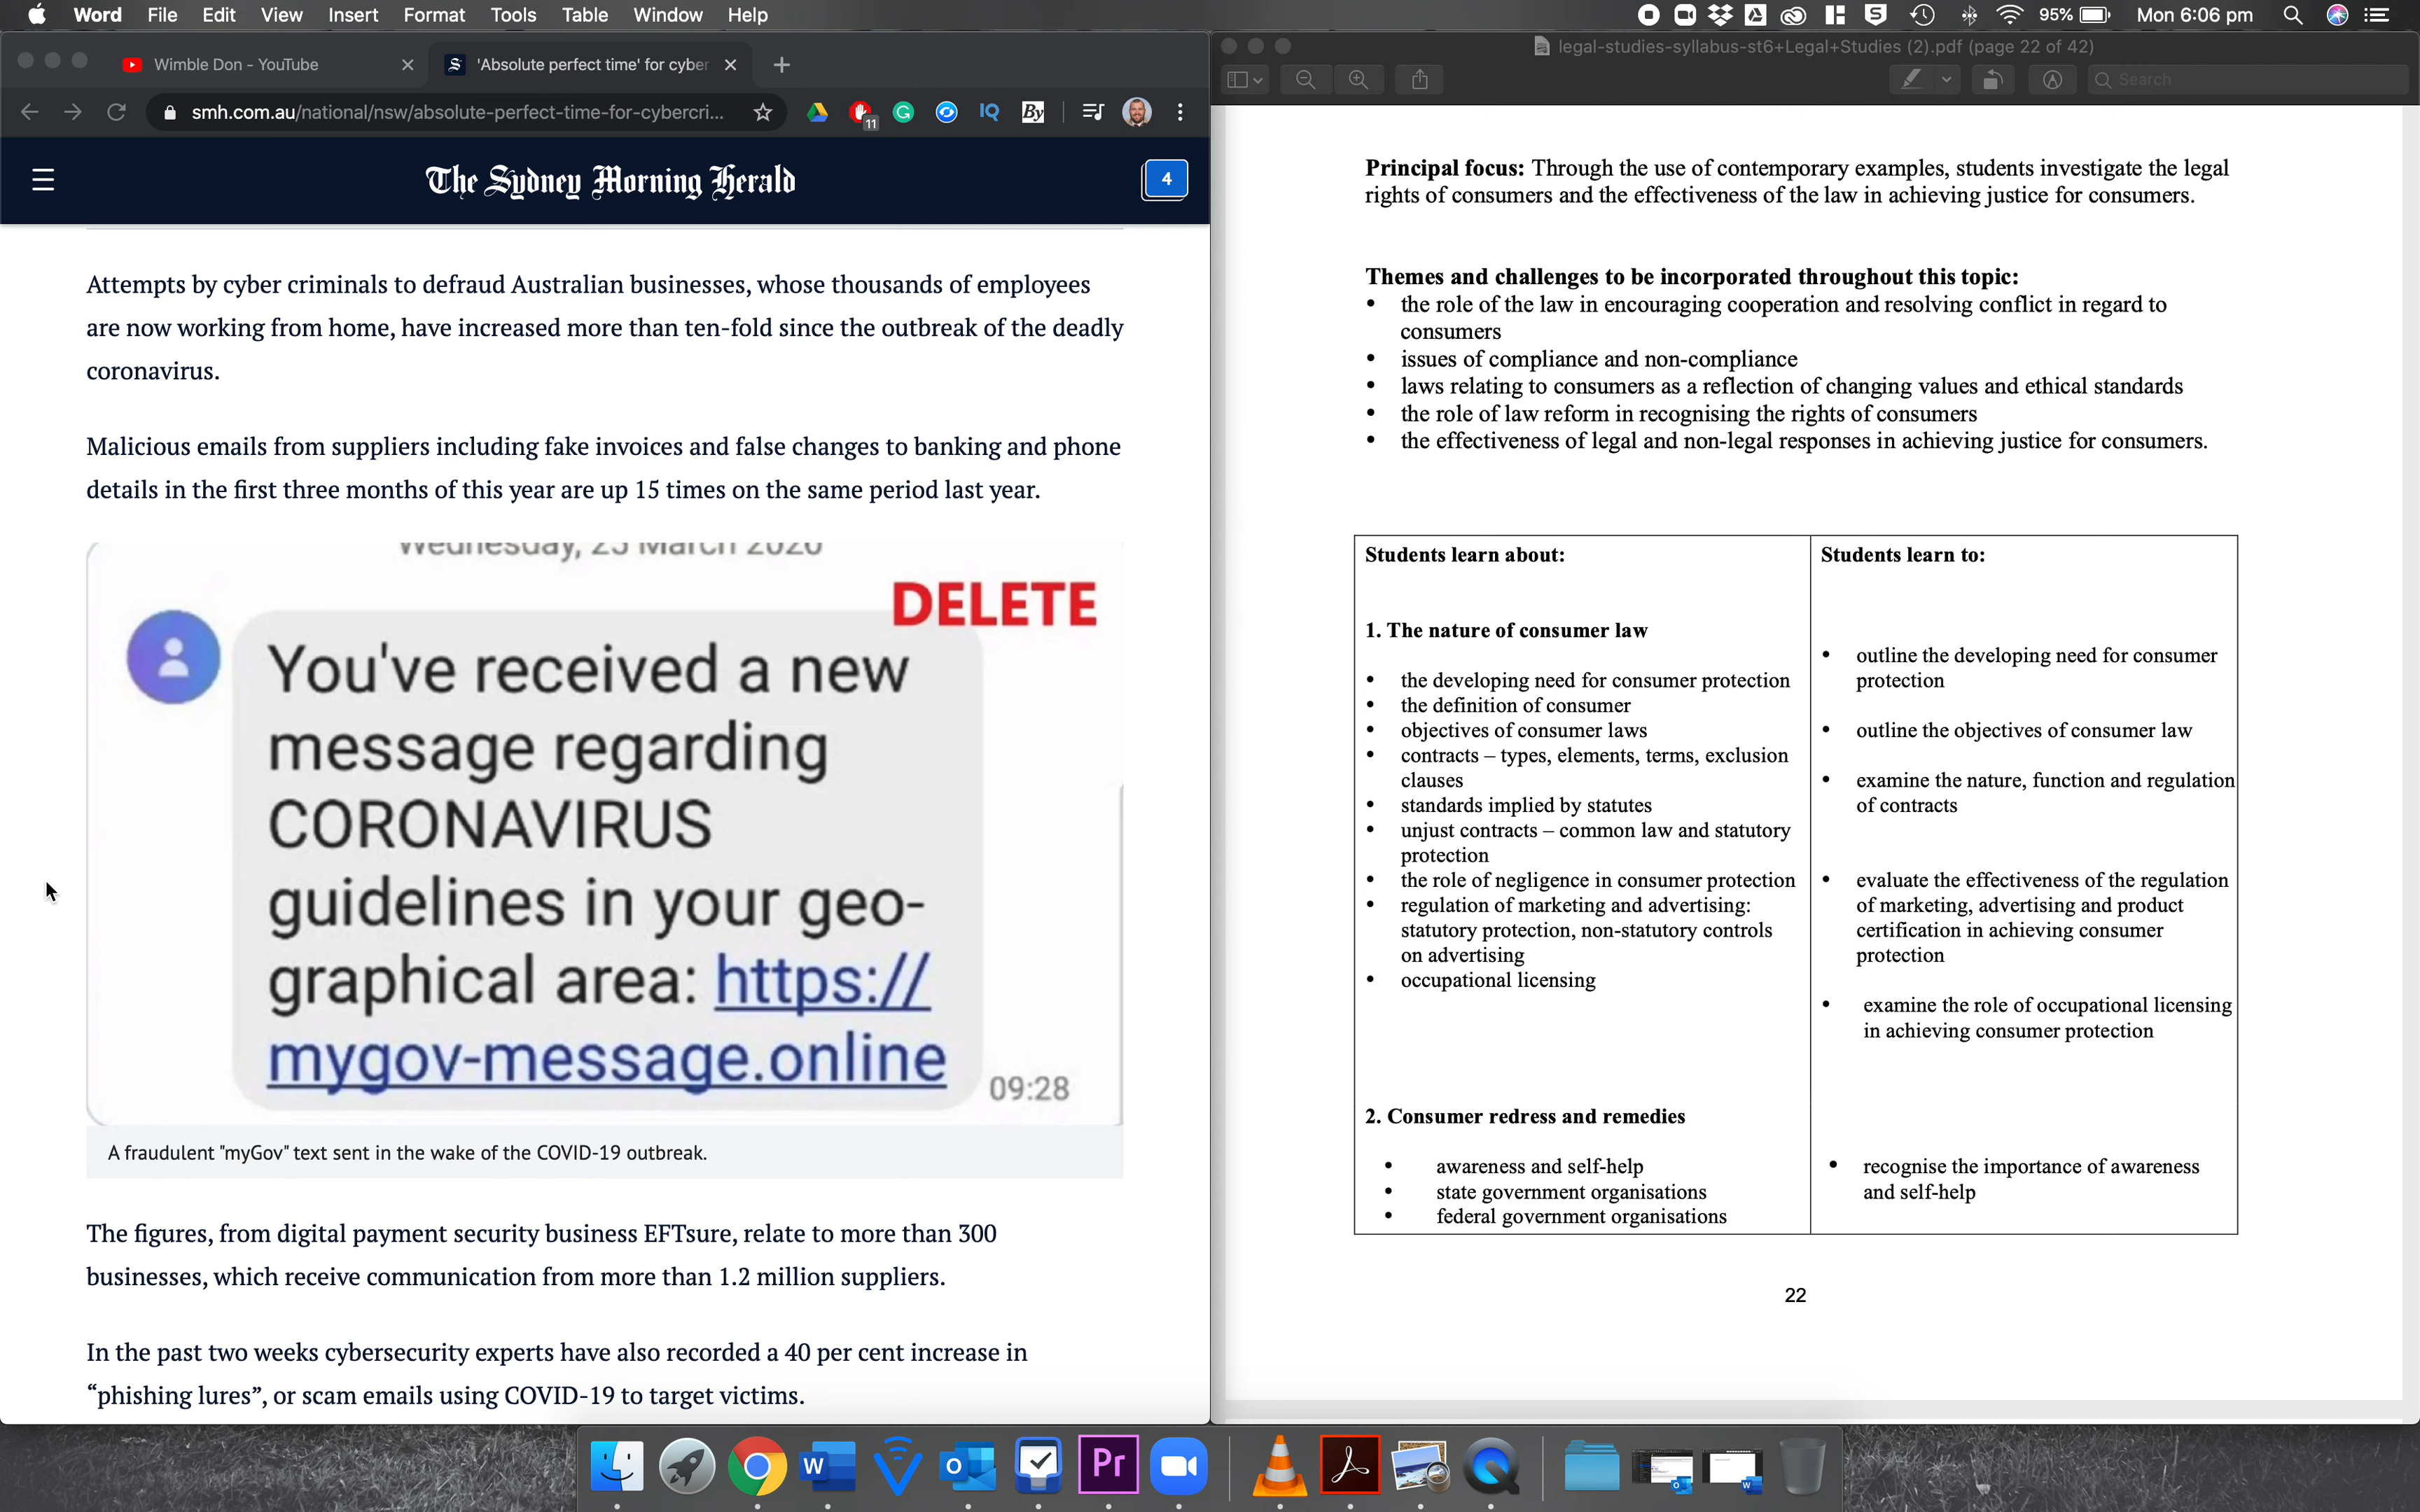 Word File Edit View Insert Format Tools Table Window Help
95% Mon 6:06 pm
Wimble Don - YouTube
'Absolute perfect time' for cyber
smh.com.au/national/nsw/absolute-perfect-time-for-cybercri...
11
IQ
By
The Sydney Morning Herald
4
Attempts by cyber criminals to defraud Australian businesses, whose thousands of employees
are now working from home, have increased more than ten-fold since the outbreak of the deadly
coronavirus.
Malicious emails from suppliers including fake invoices and false changes to banking and phone
details in the first three months of this year are up 15 times on the same period last year.
Wednesday, 25 March 2020
DELETE
You've received a new
message regarding
CORONAVIRUS
guidelines in your geo-
graphical area: https://
mygov-message.online
09:28
A fraudulent "myGov" text sent in the wake of the COVID-19 outbreak.
The figures, from digital payment security business EFTsure, relate to more than 300
businesses, which receive communication from more than 1.2 million suppliers.
In the past two weeks cybersecurity experts have also recorded a 40 per cent increase in
“phishing lures”, or scam emails using COVID-19 to target victims.
legal-studies-syllabus-st6+Legal+Studies (2).pdf (page 22 of 42)
Search
Principal focus: Through the use of contemporary examples, students investigate the legal
rights of consumers and the effectiveness of the law in achieving justice for consumers.
Themes and challenges to be incorporated throughout this topic:
• the role of the law in encouraging cooperation and resolving conflict in regard to
consumers
• issues of compliance and non-compliance
• laws relating to consumers as a reflection of changing values and ethical standards
• the role of law reform in recognising the rights of consumers
• the effectiveness of legal and non-legal responses in achieving justice for consumers.
Students learn about:
1. The nature of consumer law
• the developing need for consumer protection
• the definition of consumer
• objectives of consumer laws
• contracts – types, elements, terms, exclusion
clauses
• standards implied by statutes
• unjust contracts – common law and statutory
protection
• the role of negligence in consumer protection
• regulation of marketing and advertising:
statutory protection, non-statutory controls
on advertising
• occupational licensing
2. Consumer redress and remedies
• awareness and self-help
• state government organisations
• federal government organisations
Students learn to:
• outline the developing need for consumer
protection
• outline the objectives of consumer law
• examine the nature, function and regulation
of contracts
• evaluate the effectiveness of the regulation
of marketing, advertising and product
certification in achieving consumer
protection
• examine the role of occupational licensing
in achieving consumer protection
• recognise the importance of awareness
and self-help
22
W
O
Pr